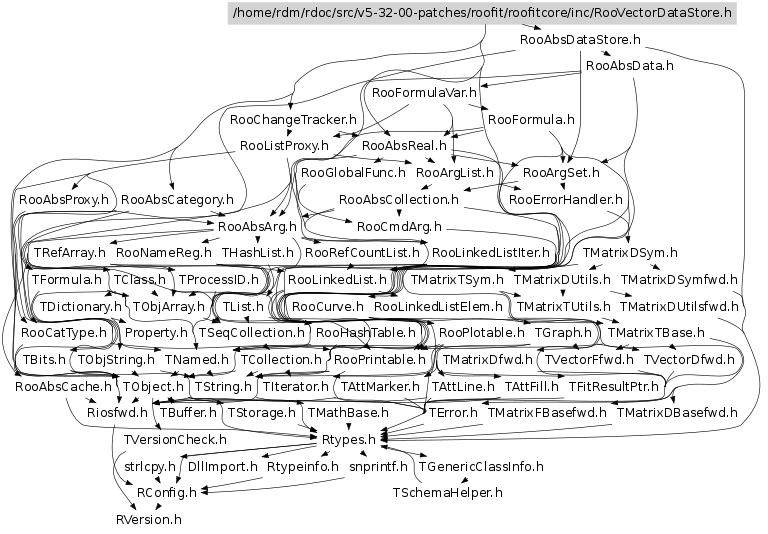 /home/rdm/rdoc/src/v5-32-00-patches/roofit/roofitcore/inc/RooVectorDataStore.h
RooAbsDataStore.h
RooAbsData.h
RooFormulaVar.h
RooChangeTracker.h RooFormula.h
RooListProxy.h RooAbsReal.h
RooGlobalFunc.h RooArgList.h RooArgSet.h
RooAbsProxy.h RooAbsCategory.h RooAbsCollection.h RooErrorHandler.h
RooAbsArg.h RooCmdArg.h
TRefArray.h RooNameReg.h THashList.h RooRefCountList.h RooLinkedListIter.h TMatrixDSym.h
TFormula.h TClass.h TProcessID.h RooLinkedList.h TMatrixTSym.h TMatrixDUtils.h TMatrixDSymfwd.h
TDictionary.h TObjArray.h TList.h RooCurve.h RooLinkedListElem.h TMatrixTUtils.h TMatrixDUtilsfwd.h
RooCatType.h Property.h TSeqCollection.h RooHashTable.h RooPlotable.h TGraph.h TMatrixTBase.h
TBits.h TObjString.h TNamed.h TCollection.h RooPrintable.h TMatrixDfwd.h TVectorFfwd.h TVectorDfwd.h
RooAbsCache.h TObject.h TString.h TIterator.h TAttMarker.h TAttLine.h TAttFill.h TFitResultPtr.h
Riosfwd.h TBuffer.h TStorage.h TMathBase.h TError.h TMatrixFBasefwd.h TMatrixDBasefwd.h
TVersionCheck.h Rtypes.h
strlcpy.h DllImport.h Rtypeinfo.h snprintf.h TGenericClassInfo.h
RConfig.h TSchemaHelper.h
RVersion.h